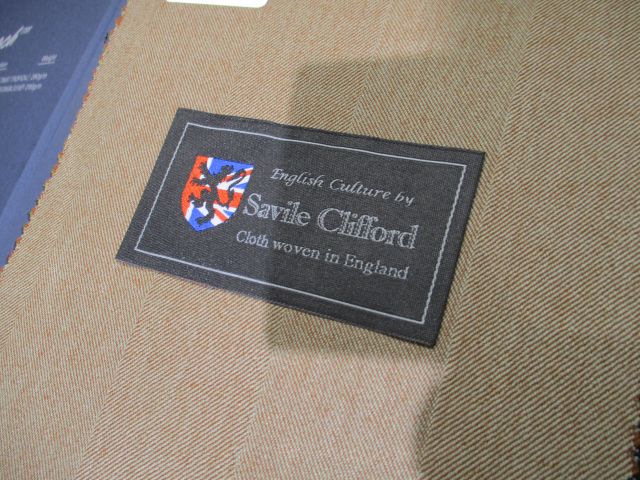 English Culture by
Savile Clifford
Cloth woven in England